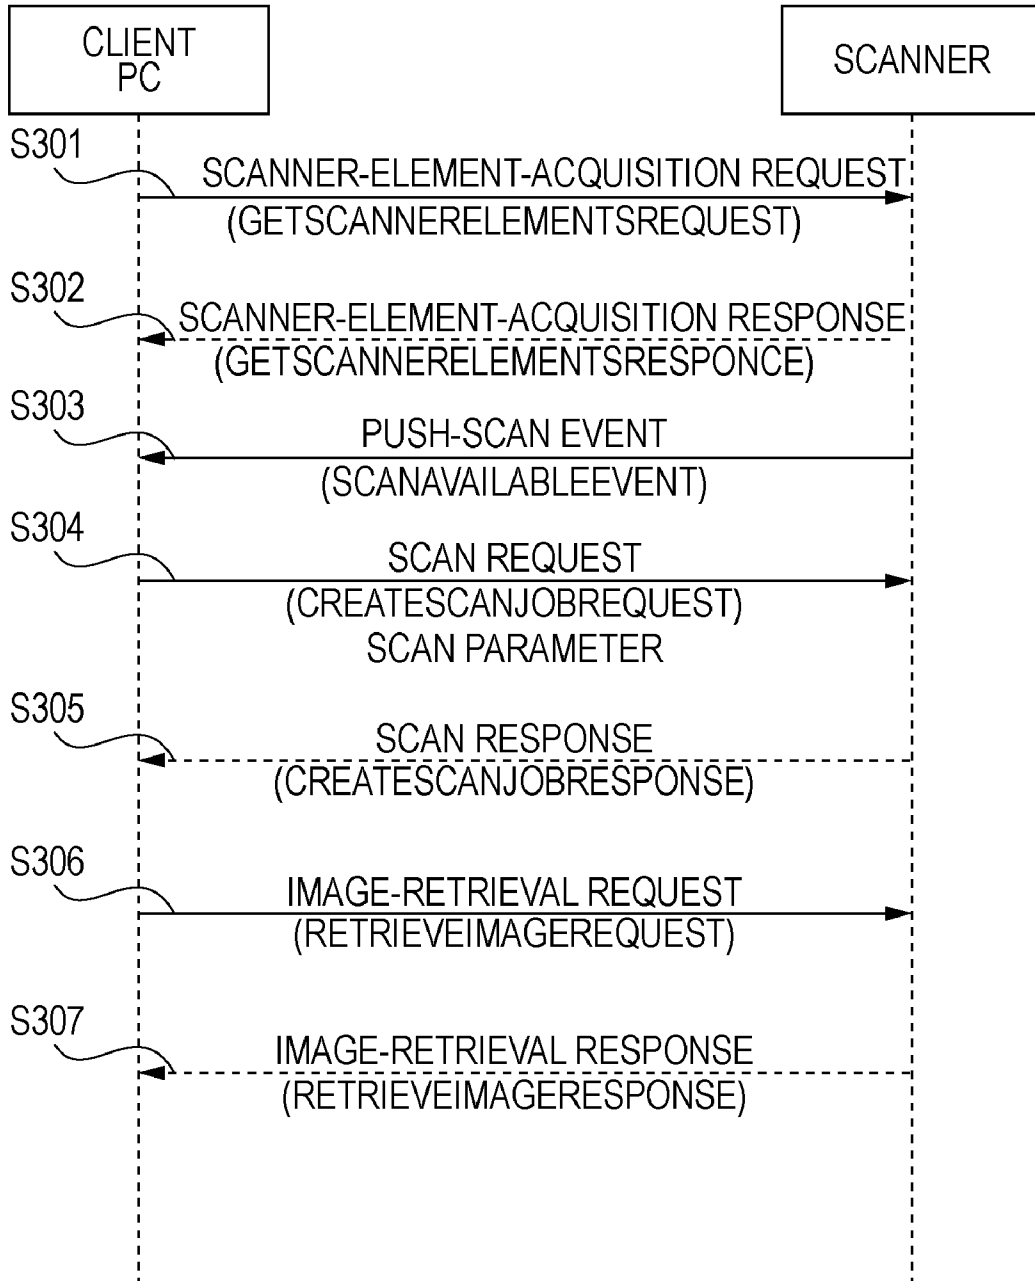 CLIENT
PC
SCANNER
S301
SCANNER-ELEMENT-ACQUISITION REQUEST
(GETSCANNERELEMENTSREQUEST)
S302
SCANNER-ELEMENT-ACQUISITION RESPONSE
(GETSCANNERELEMENTSRESPONCE)
S303
PUSH-SCAN EVENT
(SCANAVAILABLEEVENT)
S304
SCAN REQUEST
(CREATESCANJOBREQUEST)
SCAN PARAMETER
S305
SCAN RESPONSE
(CREATESCANJOBRESPONSE)
S306
IMAGE-RETRIEVAL REQUEST
(RETRIEVEIMAGEREQUEST)
S307
IMAGE-RETRIEVAL RESPONSE
(RETRIEVEIMAGERESPONSE)